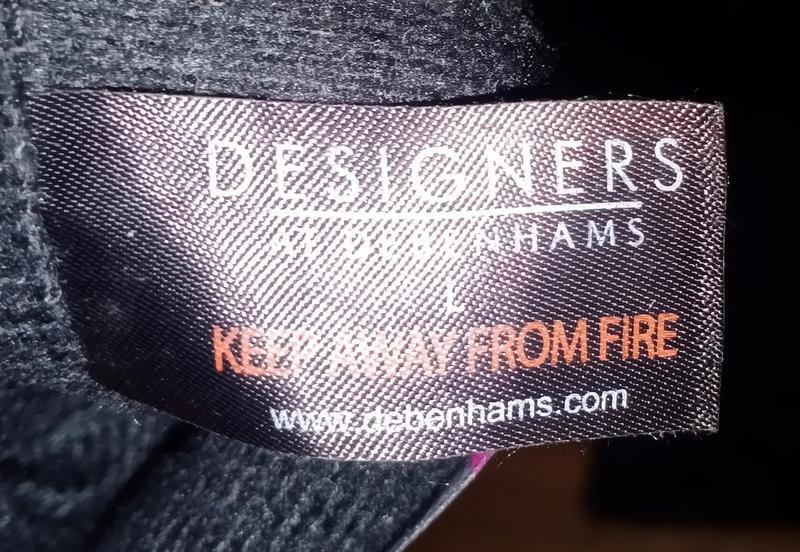 DESIGNERS
AT DEBENHAMS
L
KEEP AWAY FROM FIRE
www.debenhams.com